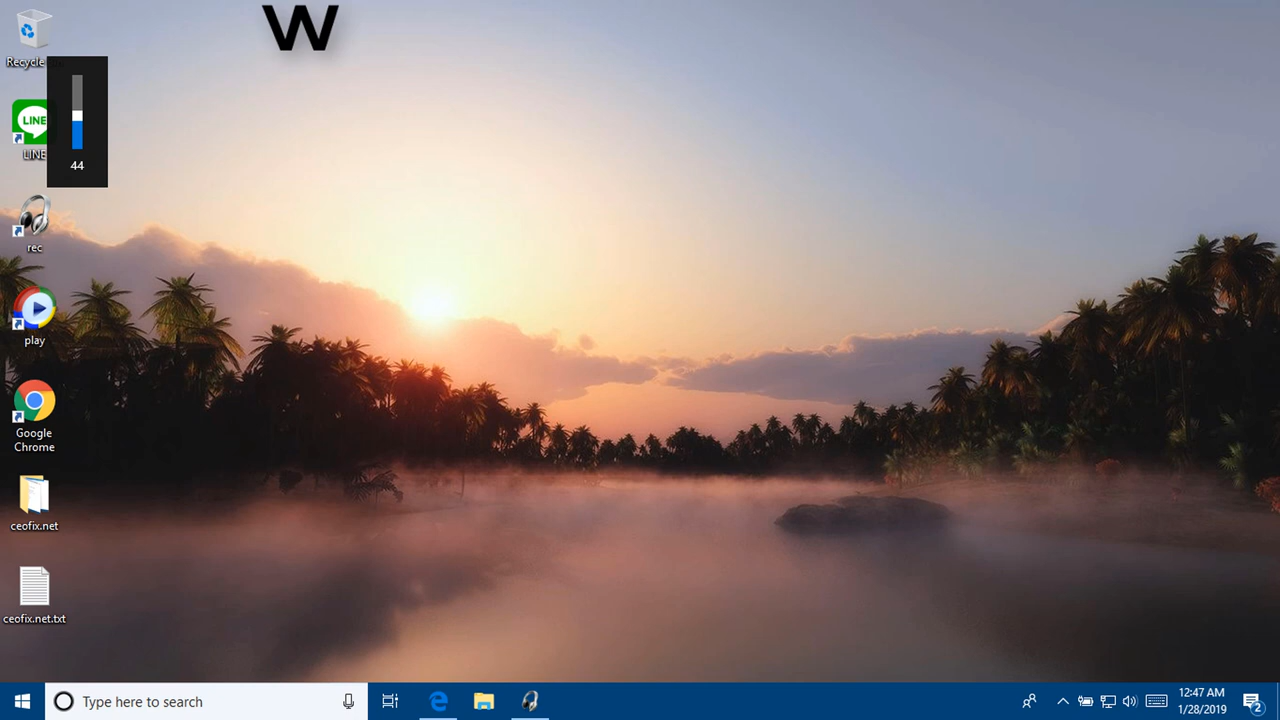 W
Recycle
LINE
LINE
44
rec
play
Google
Chrome
ceofix.net
ceofix.net.txt
Type here to search
12:47 AM
1/28/2019
2